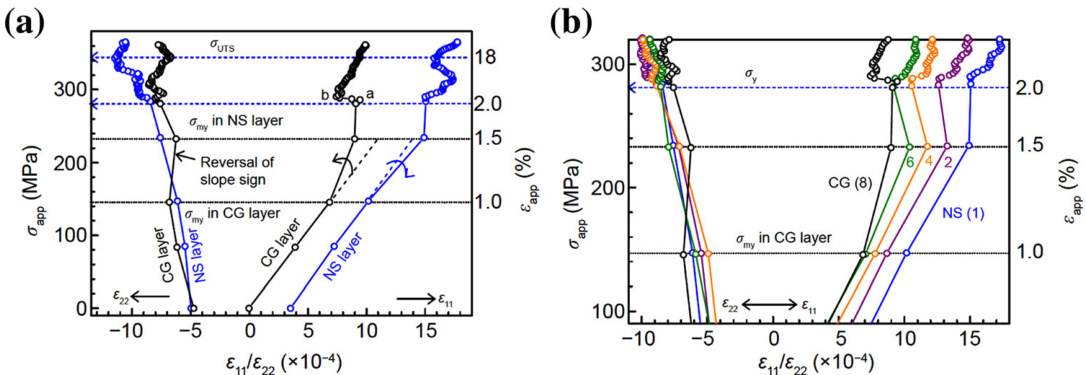 (a)
σapp (MPa)
300
200
100
0
σUTS
18
b
a
2.0
σmy in NS layer
1.5
Reversal of
slope sign
σmy in CG layer
1.0
CG layer
NS layer
CG layer
NS layer
ε22
ε11
εapp (%)
−10
−5
0
5
10
15
ε11/ε22 (×10−4)
(b)
σapp (MPa)
300
200
100
σy
2.0
1.5
6
4
2
CG (8)
NS (1)
σmy in CG layer
1.0
ε22
ε11
εapp (%)
−10
−5
0
5
10
15
ε11/ε22 (×10−4)